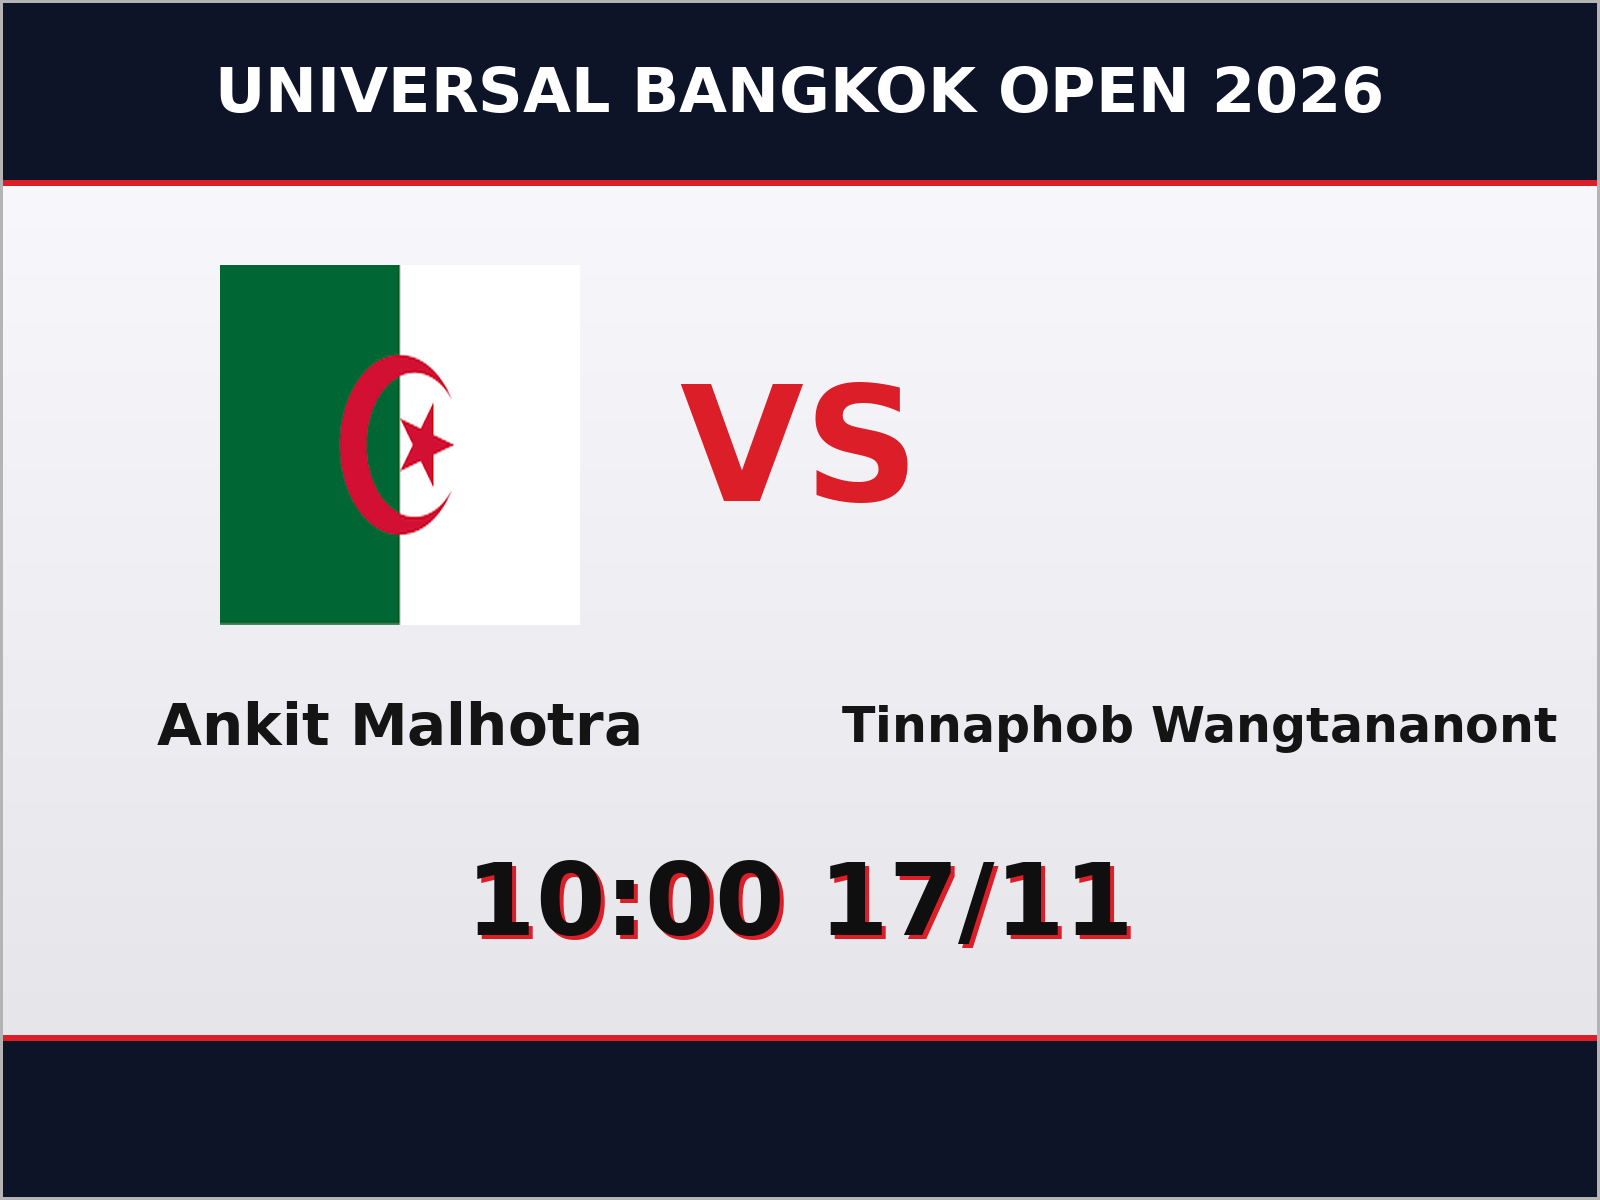 UNIVERSAL BANGKOK OPEN 2026
VS
Ankit Malhotra
Tinnaphob Wangtananont
10:00 17/11